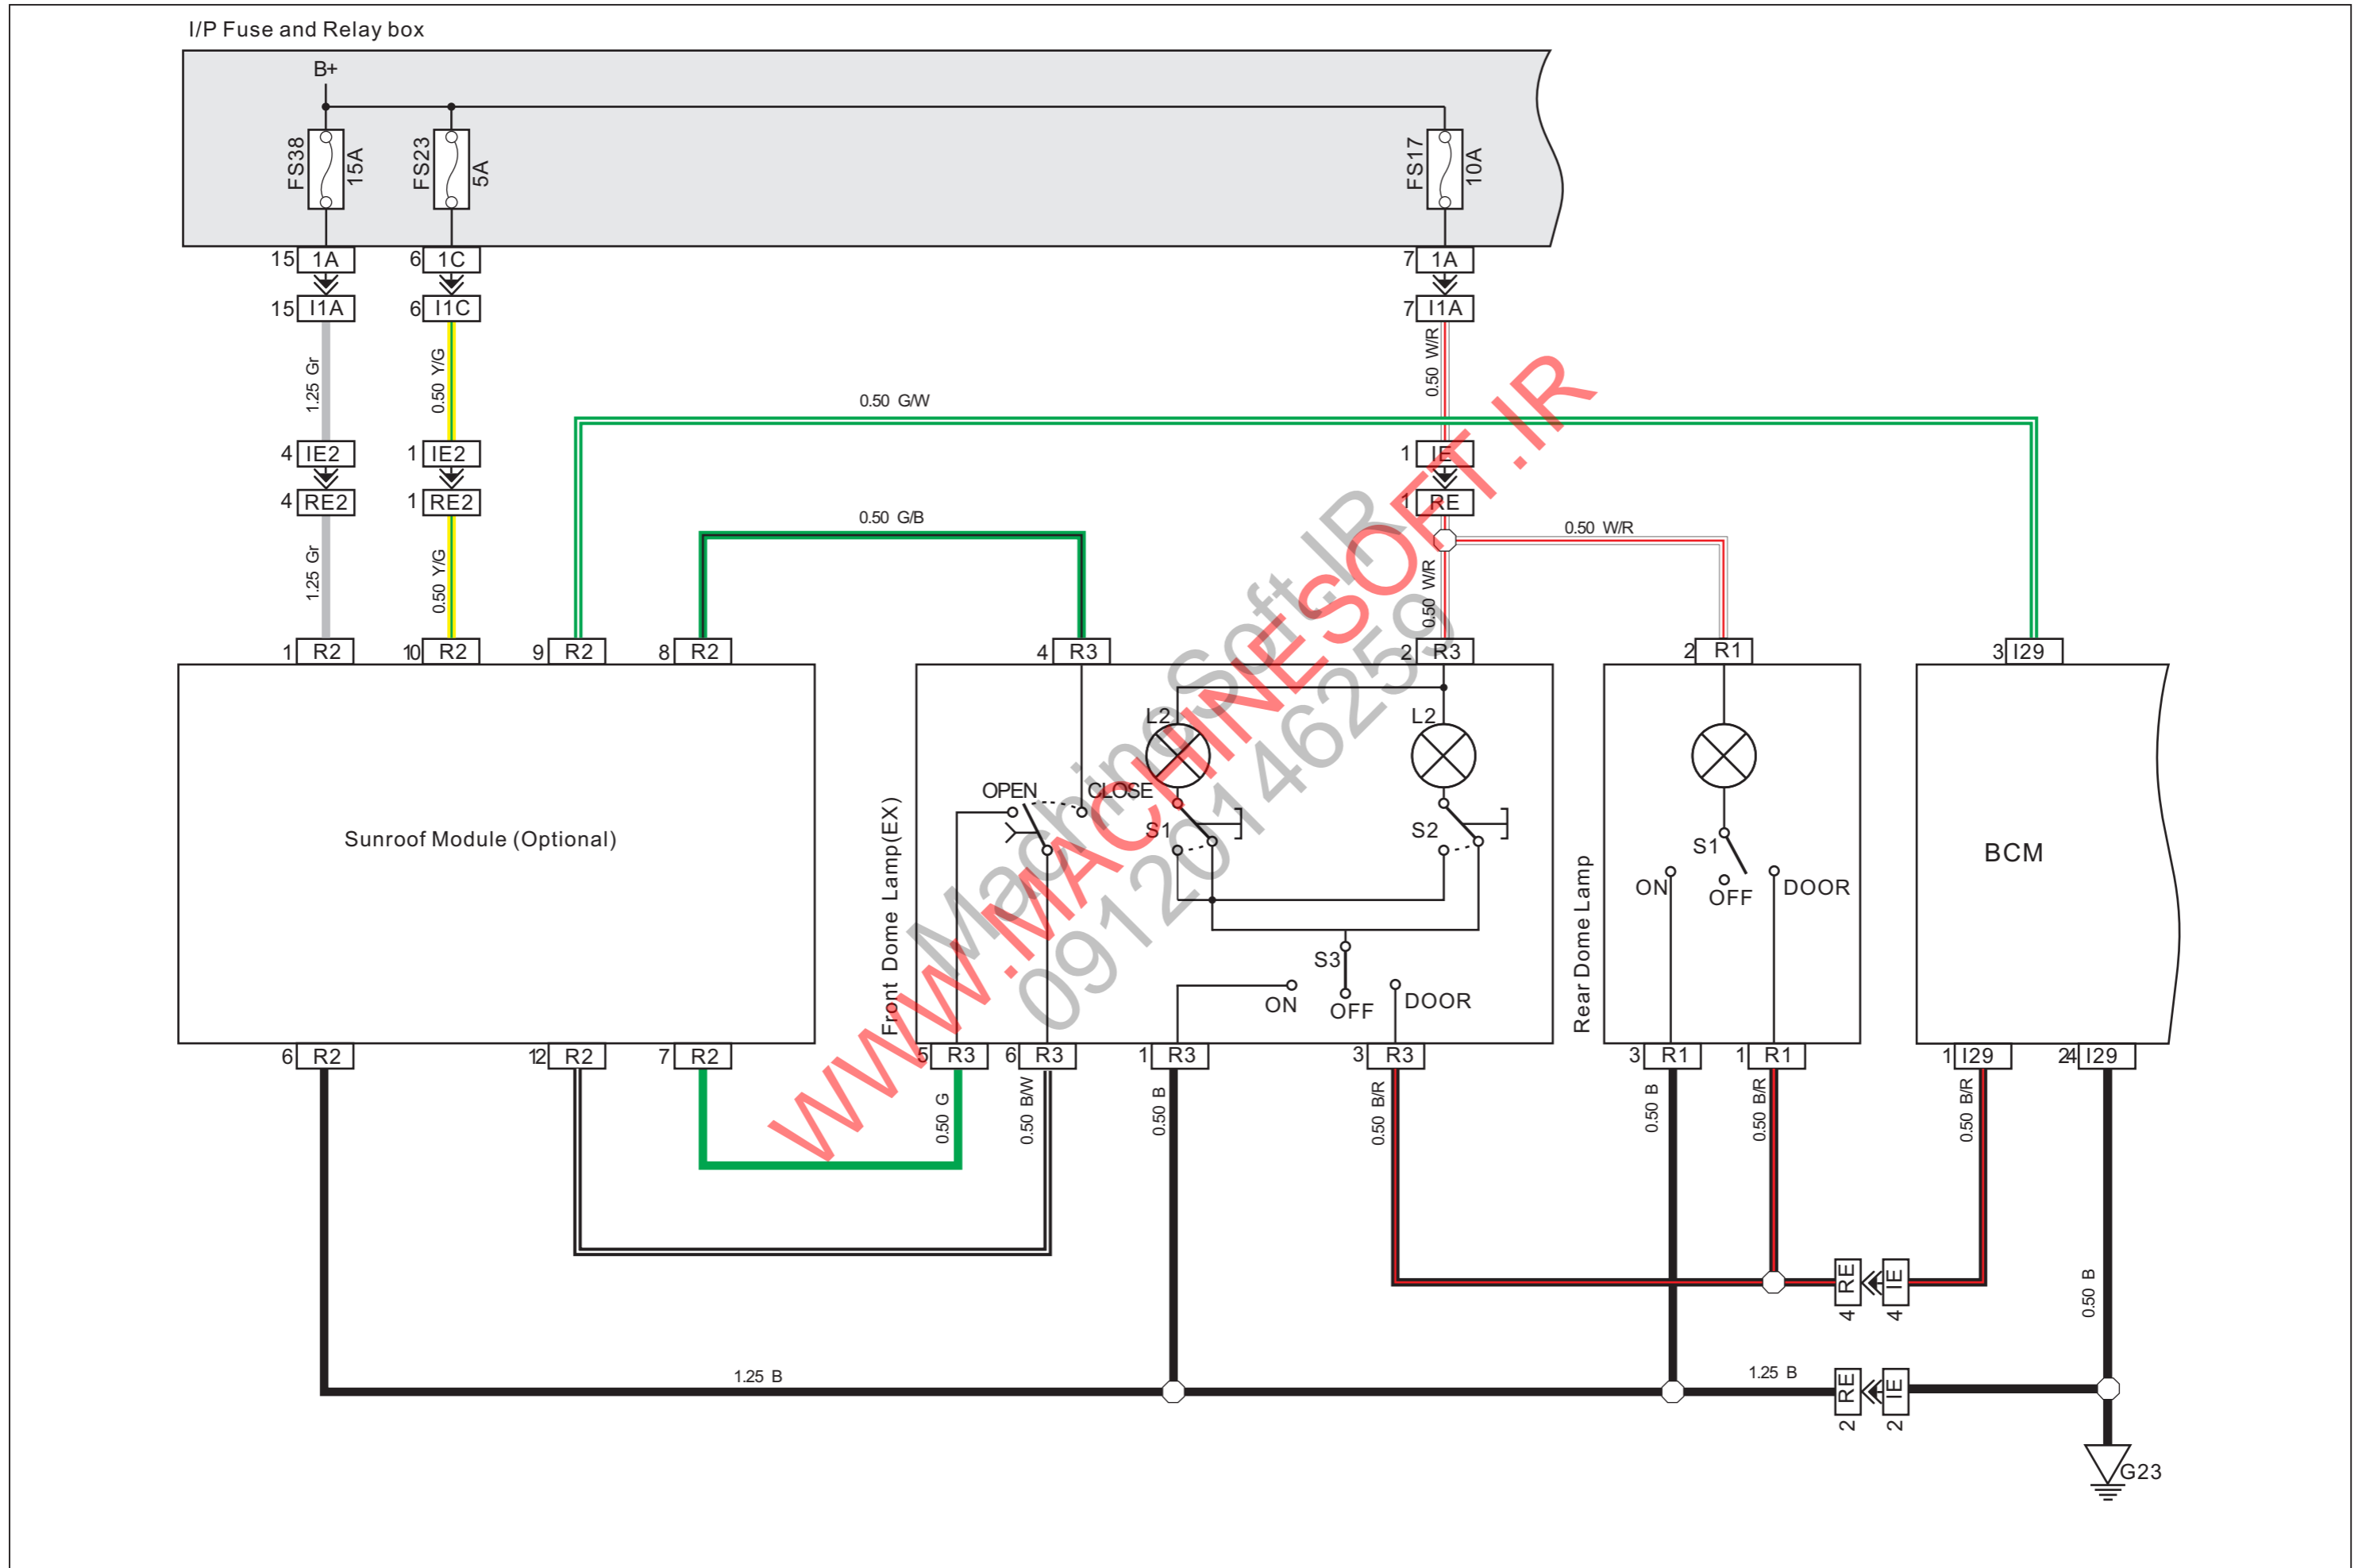 I/P Fuse and Relay box
B+
FS38 15A
FS23 5A
FS17 10A
15 1A
6 1C
7 1A
15 I1A
6 I1C
7 I1A
1.25 Gr
0.50 Y/G
0.50 W/R
0.50 G/W
4 IE2
1 IE2
1 IE
4 RE2
1 RE2
1 RE
0.50 G/B
0.50 W/R
1.25 Gr
0.50 Y/G
0.50 W/R
1 R2
10 R2
9 R2
8 R2
4 R3
2 R3
2 R1
3 I29
L2
L2
OPEN
CLOSE
S1
S2
S1
Sunroof Module (Optional)
Front Dome Lamp(EX)
Rear Dome Lamp
BCM
ON
OFF
DOOR
S3
ON
OFF
DOOR
6 R2
12 R2
7 R2
5 R3
6 R3
1 R3
3 R3
3 R1
1 R1
1 I29
24 I29
0.50 G
0.50 B/W
0.50 B
0.50 B/R
0.50 B
0.50 B/R
0.50 B/R
0.50 B
4 RE
4 IE
1.25 B
1.25 B
2 RE
2 IE
G23
MachineSoft.IR
WWW.MACHINESOFT.IR
09120146259